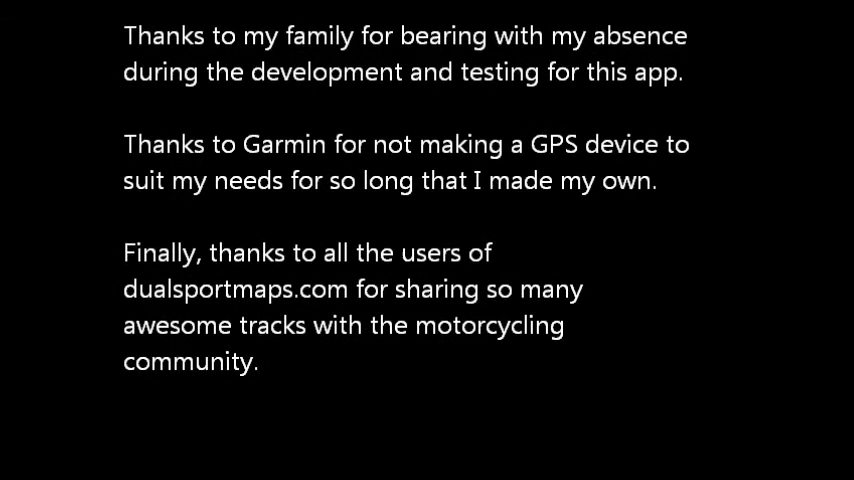 Thanks to my family for bearing with my absence
during the development and testing for this app.
Thanks to Garmin for not making a GPS device to
suit my needs for so long that I made my own.
Finally, thanks to all the users of
dualsportmaps.com for sharing so many
awesome tracks with the motorcycling
community.